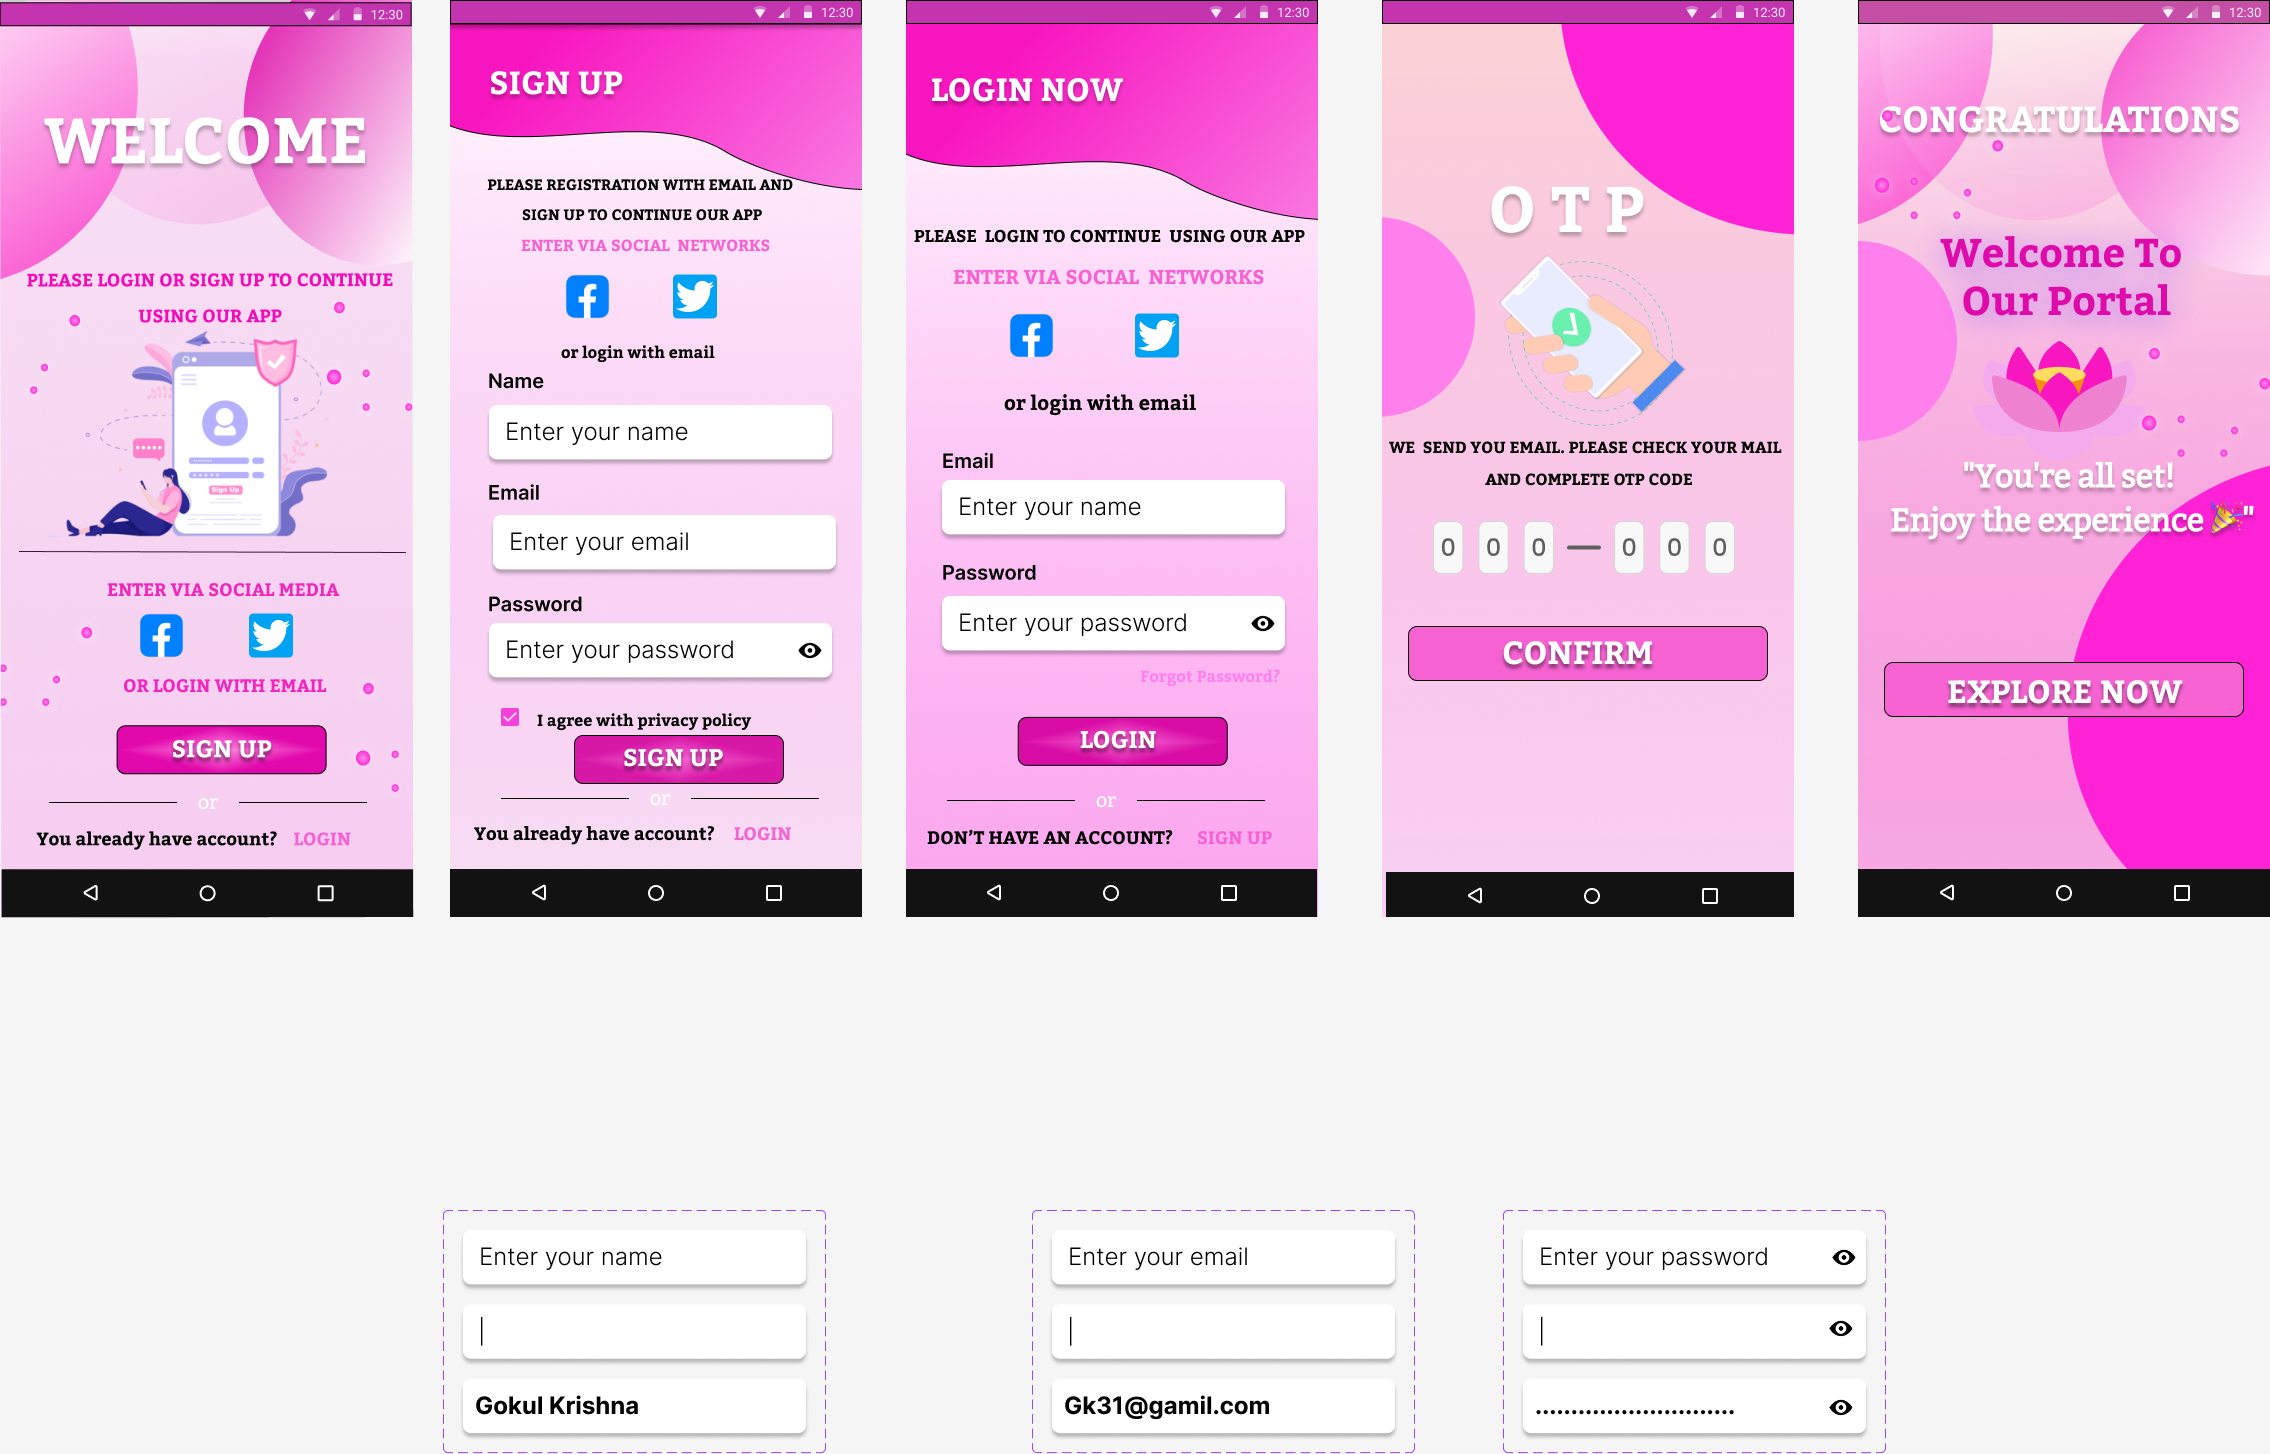 12:30
WELCOME
PLEASE LOGIN OR SIGN UP TO CONTINUE
USING OUR APP
Sign Up
ENTER VIA SOCIAL MEDIA
OR LOGIN WITH EMAIL
SIGN UP
or
You already have account? LOGIN
12:30
SIGN UP
PLEASE REGISTRATION WITH EMAIL AND
SIGN UP TO CONTINUE OUR APP
ENTER VIA SOCIAL NETWORKS
or login with email
Name
Enter your name
Email
Enter your email
Password
Enter your password
I agree with privacy policy
SIGN UP
or
You already have account? LOGIN
12:30
LOGIN NOW
PLEASE LOGIN TO CONTINUE USING OUR APP
ENTER VIA SOCIAL NETWORKS
or login with email
Email
Enter your name
Password
Enter your password
Forgot Password?
LOGIN
or
DON’T HAVE AN ACCOUNT? SIGN UP
12:30
OTP
WE SEND YOU EMAIL. PLEASE CHECK YOUR MAIL
AND COMPLETE OTP CODE
0 0 0 — 0 0 0
CONFIRM
12:30
CONGRATULATIONS
Welcome To
Our Portal
"You're all set!
Enjoy the experience 🎉"
EXPLORE NOW
Enter your name
Gokul Krishna
Enter your email
Gk31@gamil.com
Enter your password
............................